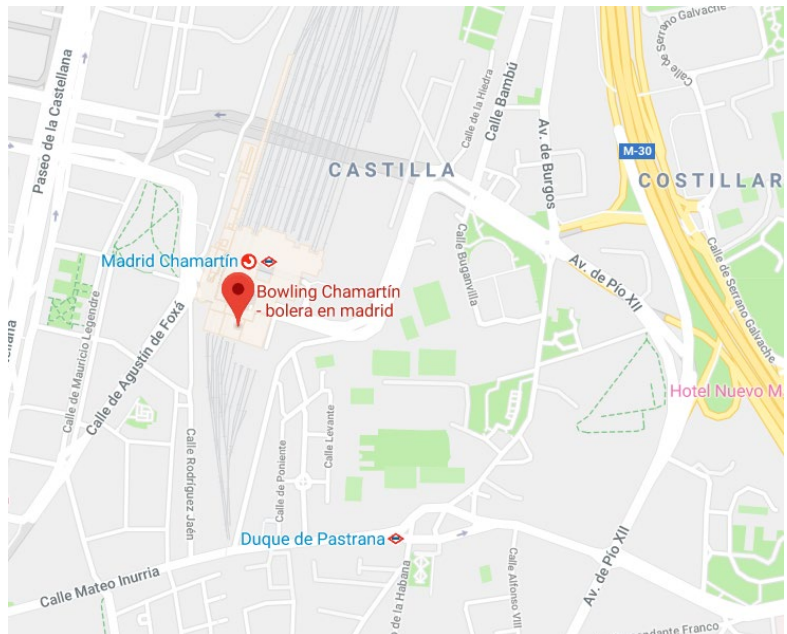 Calle de Serrano Galvache
Paseo de la Castellana
Calle de la Hiedra
Calle Bambú
Av. de Burgos
M-30
CASTILLA
COSTILLAR
Madrid Chamartín
Bowling Chamartín
- bolera en madrid
Calle Buganvilla
Av. de Pío XII
Calle de Serrano Galvache
ellana
Calle de Mauricio Legendre
Calle de Agustín de Foxá
Hotel Nuevo M
Calle Rodríguez Jaén
Calle de Poniente
Calle Levante
Duque de Pastrana
Calle Mateo Inurria
o de la Habana
Calle Alfonso VIII
Av. de Pío XII
andante Franco